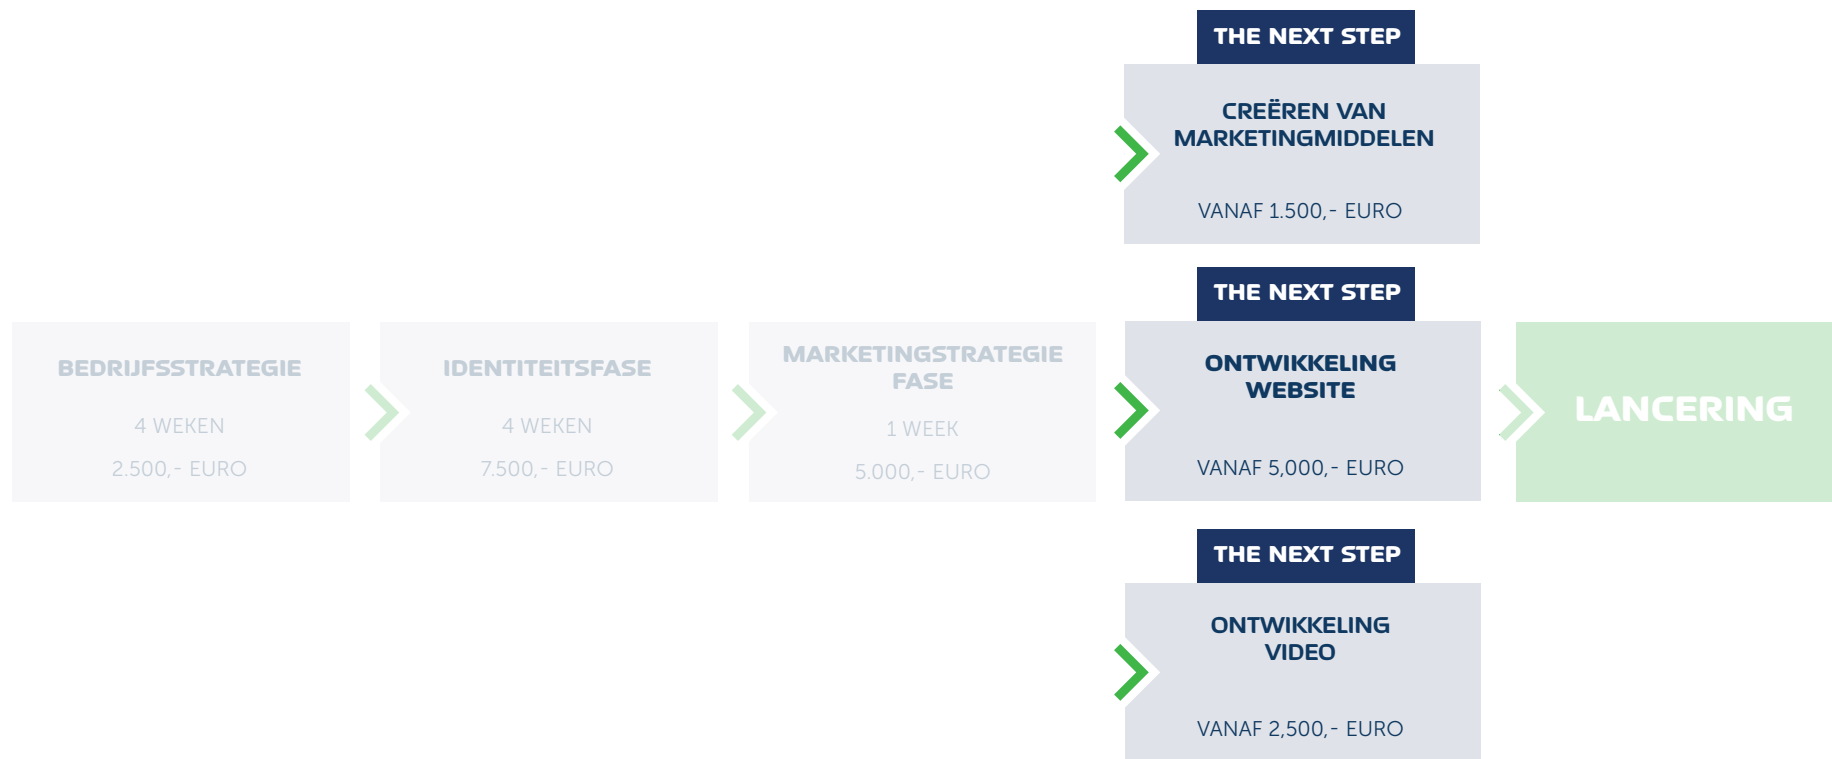 THE NEXT STEP
CREËREN VAN
MARKETINGMIDDELEN
VANAF 1.500,- EURO
BEDRIJFSSTRATEGIE
4 WEKEN
2.500,- EURO
IDENTITEITSFASE
4 WEKEN
7.500,- EURO
MARKETINGSTRATEGIE
FASE
1 WEEK
5.000,- EURO
THE NEXT STEP
ONTWIKKELING
WEBSITE
VANAF 5,000,- EURO
LANCERING
THE NEXT STEP
ONTWIKKELING
VIDEO
VANAF 2,500,- EURO